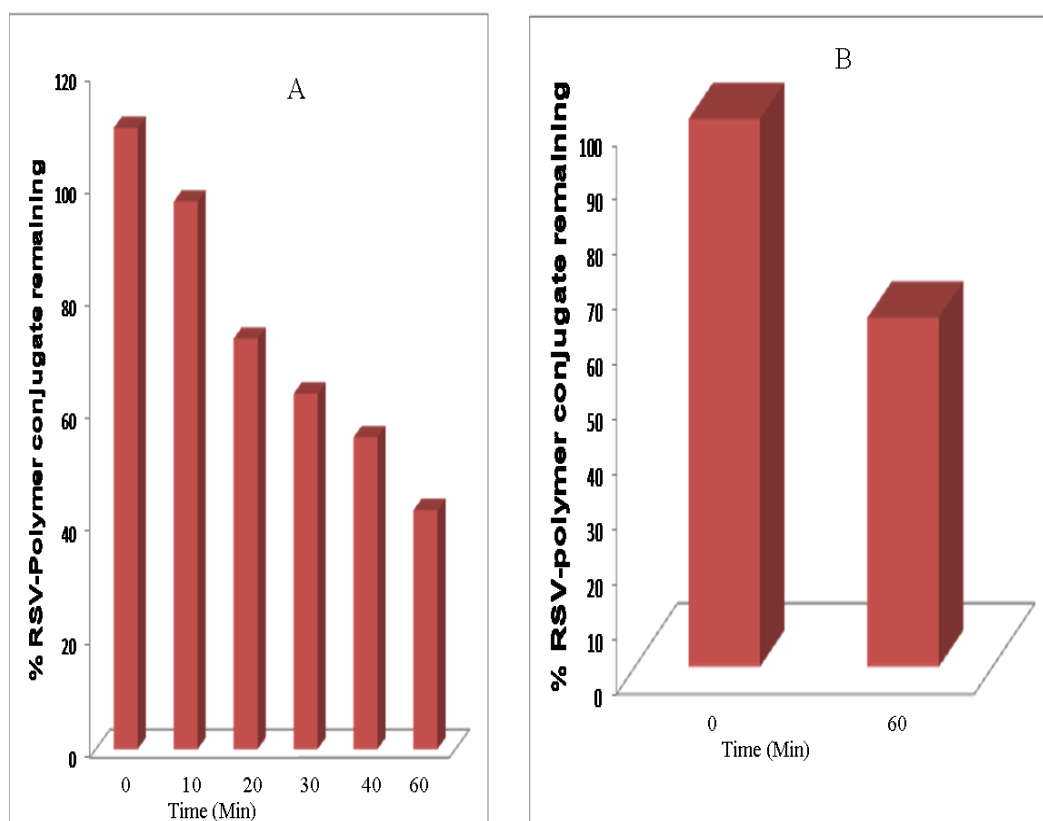 A
% RSV-Polymer conjugate remaining
120
100
80
60
40
20
0
0 10 20 30 40 60
Time (Min)
B
% RSV-polymer conjugate remaining
100
90
80
70
60
50
40
30
20
10
0
0 60
Time (Min)